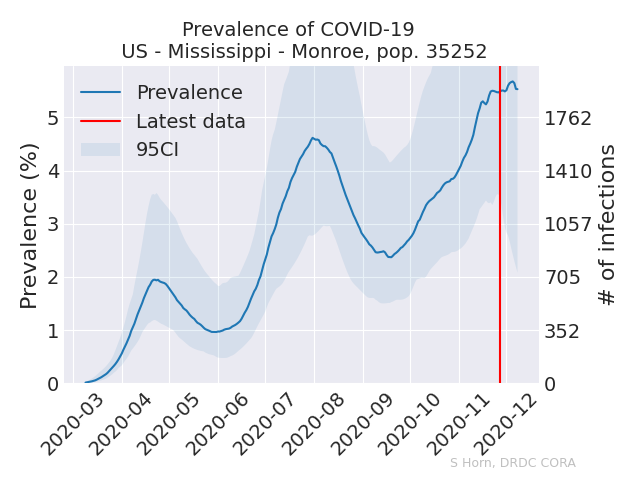 Prevalence of COVID-19
US - Mississippi - Monroe, pop. 35252
Prevalence
Latest data
95CI
Prevalence (%)
5
4
3
2
1
0
1762
1410
1057
705
352
0
# of infections
2020-03
2020-04
2020-05
2020-06
2020-07
2020-08
2020-09
2020-10
2020-11
2020-12
S Horn, DRDC CORA